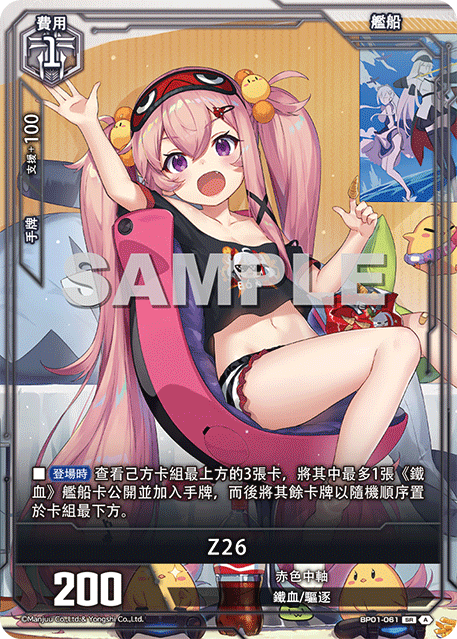 費用
1
艦船
支援+100
手牌
SAMPLE
■ 登場時 查看己方卡組最上方的3張卡，將其中最多1張《鐵
血》艦船卡公開並加入手牌，而後將其餘卡牌以隨機順序置
於卡組最下方。
Z26
200
赤色中軸
鐵血/驅逐
©Manjuu Co.,Ltd.& Yongshi Co.,Ltd.
BP01-061 SR A